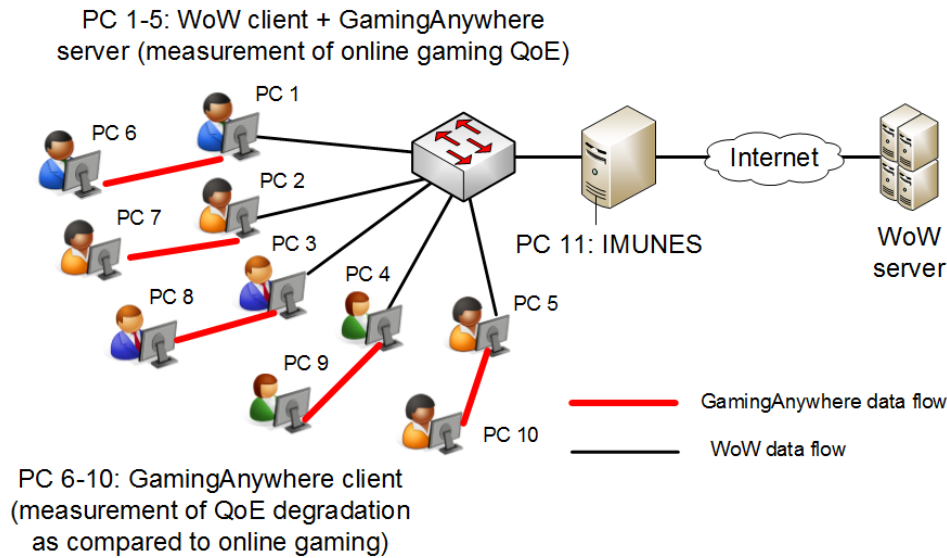 PC 1-5: WoW client + GamingAnywhere
server (measurement of online gaming QoE)
PC 1
PC 6
PC 2
PC 7
PC 3
PC 8
PC 4
PC 9
PC 5
PC 10
Internet
PC 11: IMUNES
WoW
server
GamingAnywhere data flow
WoW data flow
PC 6-10: GamingAnywhere client
(measurement of QoE degradation
as compared to online gaming)